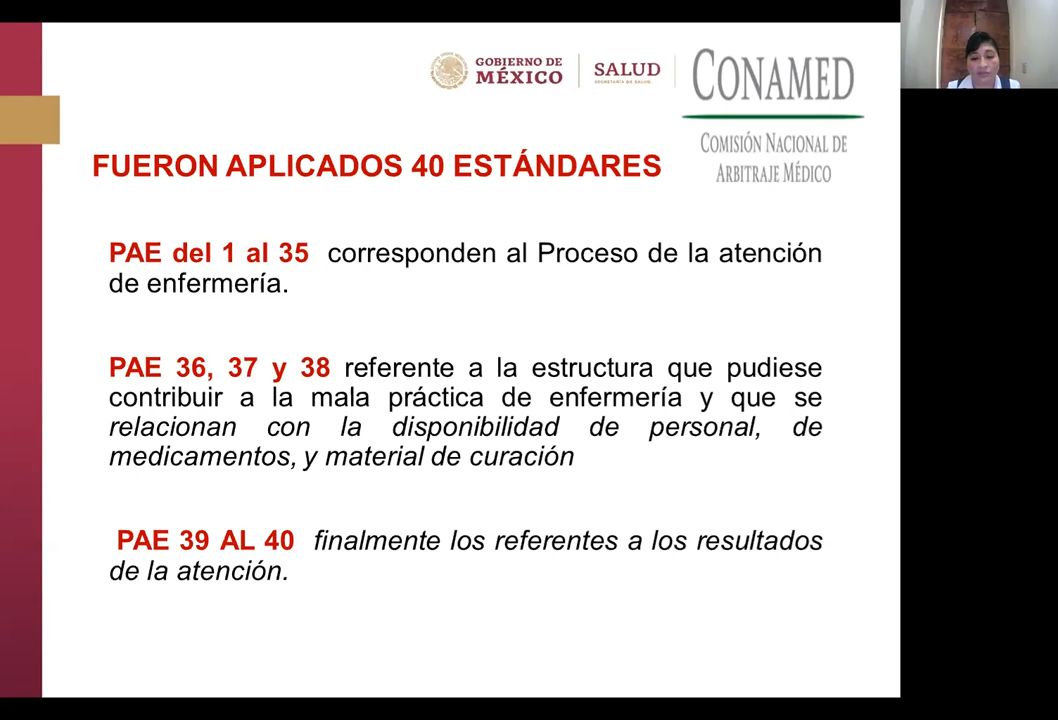 GOBIERNO DE
MÉXICO
SALUD
SECRETARÍA DE SALUD
CONAMED
COMISIÓN NACIONAL DE
ARBITRAJE MÉDICO
FUERON APLICADOS 40 ESTÁNDARES
PAE del 1 al 35 corresponden al Proceso de la atención
de enfermería.
PAE 36, 37 y 38 referente a la estructura que pudiese
contribuir a la mala práctica de enfermería y que se
relacionan con la disponibilidad de personal, de
medicamentos, y material de curación
PAE 39 AL 40 finalmente los referentes a los resultados
de la atención.